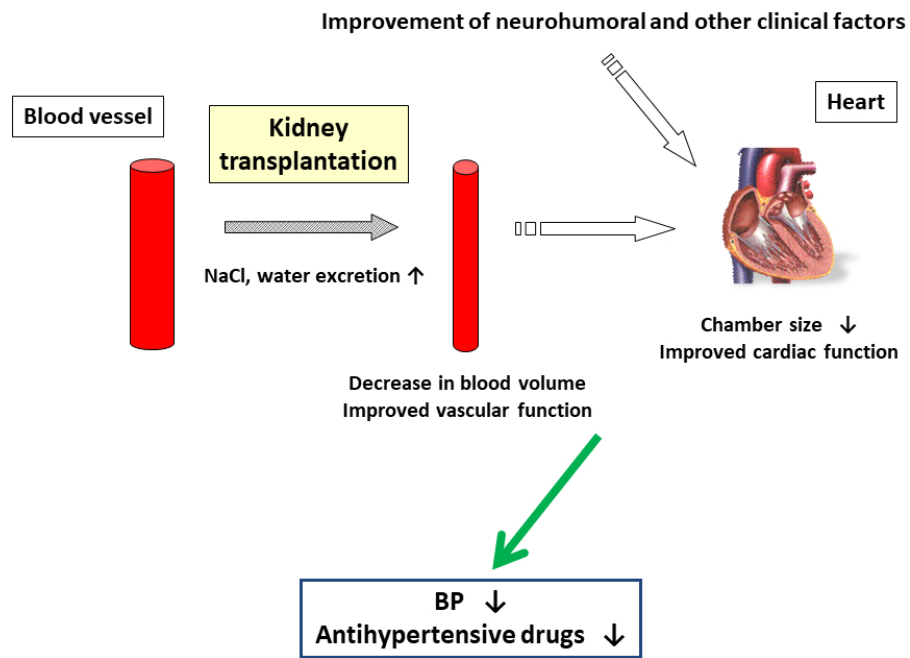 Improvement of neurohumoral and other clinical factors
Blood vessel
Kidney
transplantation
Heart
NaCl, water excretion ↑
Chamber size ↓
Improved cardiac function
Decrease in blood volume
Improved vascular function
BP ↓
Antihypertensive drugs ↓